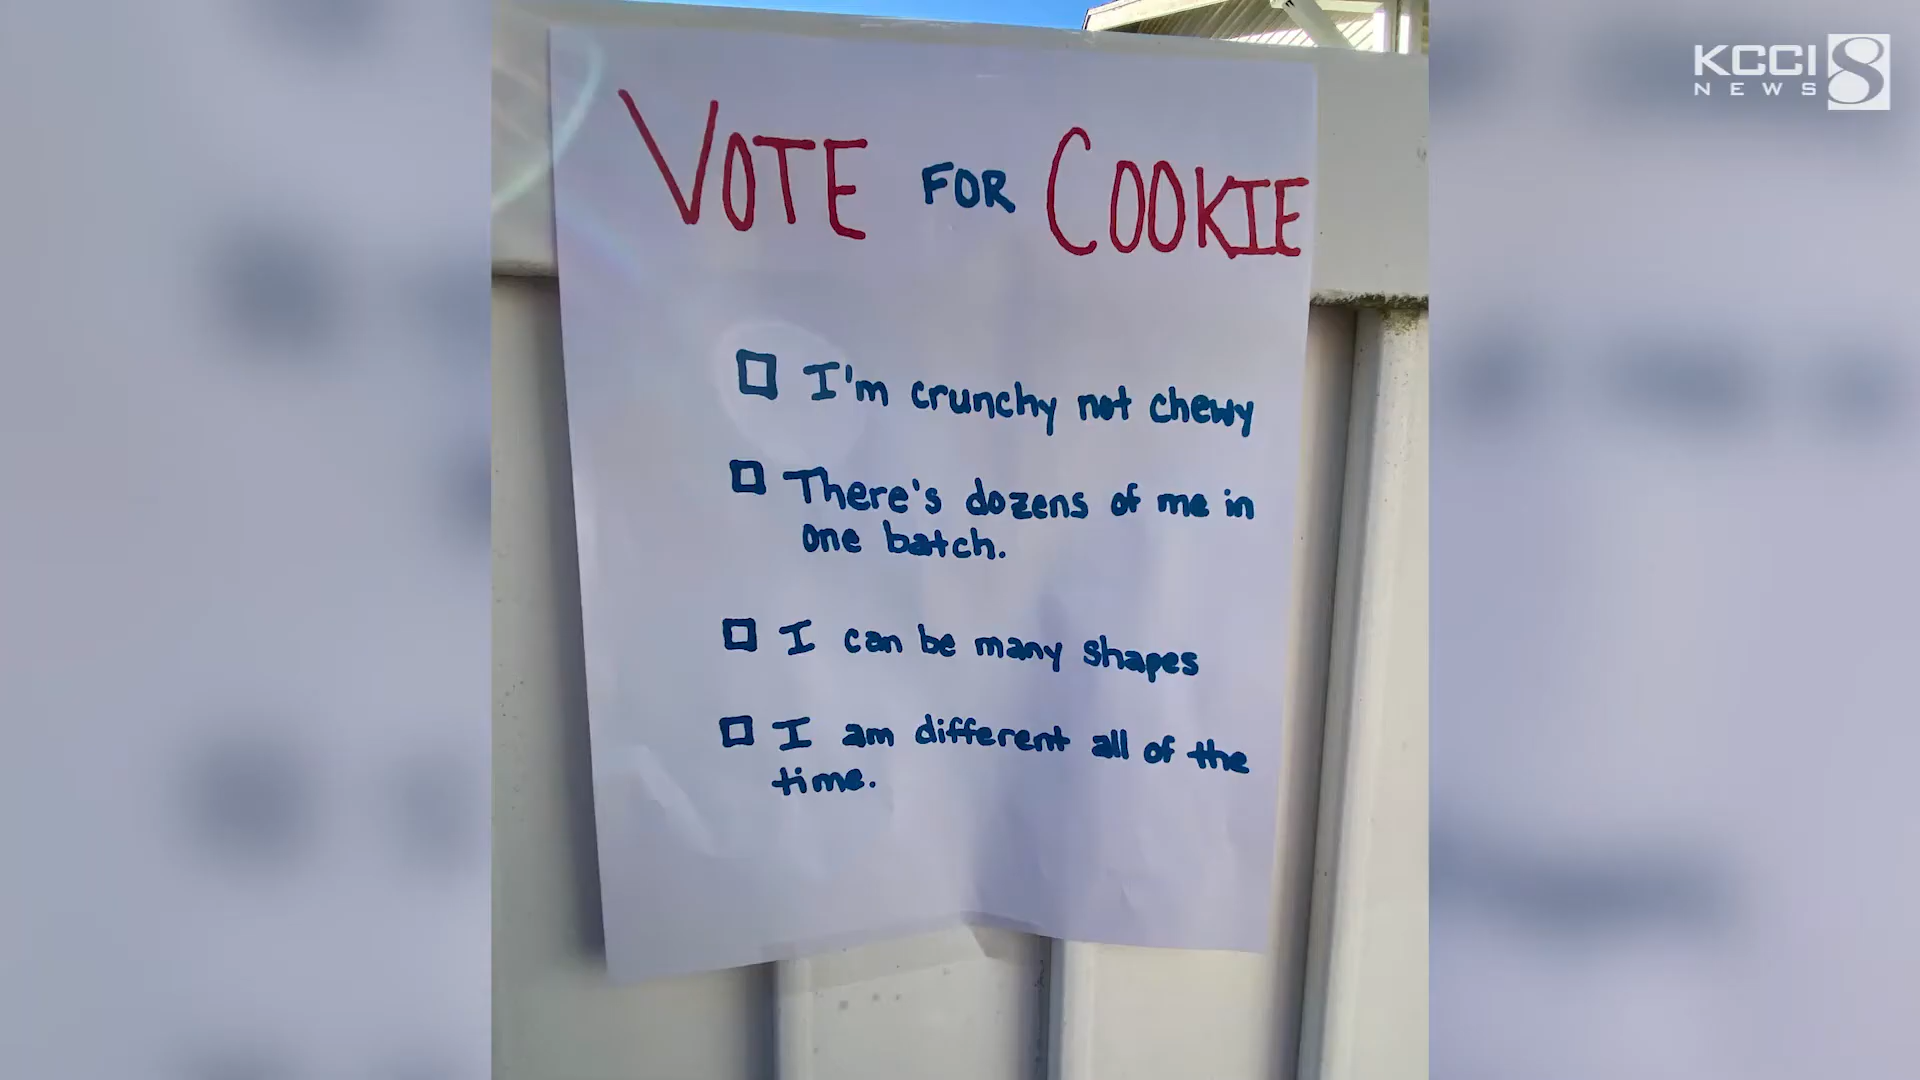 KCCI 8
NEWS
VOTE FOR COOKIE
I'm crunchy not chewy
There's dozens of me in
one batch.
I can be many shapes
I am different all of the
time.